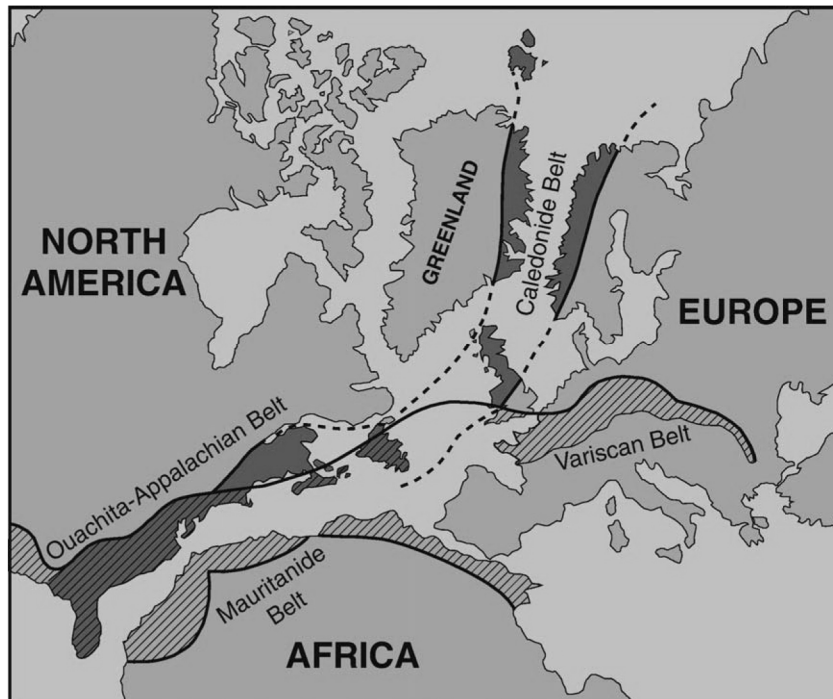 NORTH
AMERICA
GREENLAND
Caledonide Belt
EUROPE
Ouachita-Appalachian Belt
Variscan Belt
Mauritanide
Belt
AFRICA